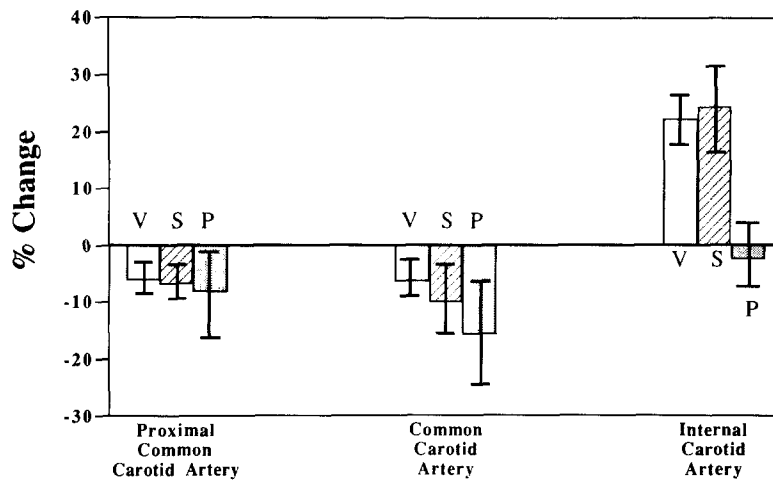 % Change
40
30
20
10
0
-10
-20
-30
V S P
V S P
V S P
Proximal
Common
Carotid Artery
Common
Carotid
Artery
Internal
Carotid
Artery